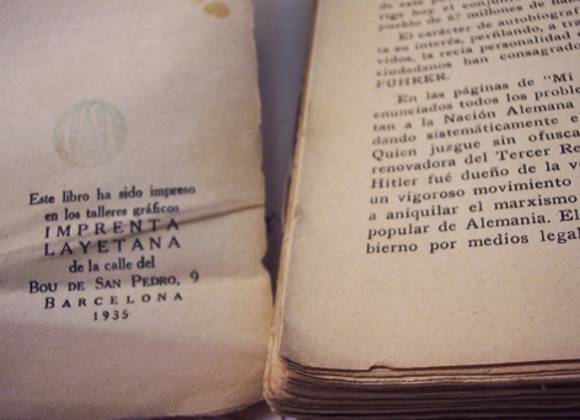 Este libro ha sido impreso
en los talleres gráficos
IMPRENTA
LAYETANA
de la calle del
BOU DE SAN PEDRO, 9
BARCELONA
1935
de este
rige hoy el conjunto
pueblo de 67 millones de
El carácter de autobiograf
ta su interés, perfilando, a
vidos, la recia personalidad
ciudadanos han consagrado
FUHRER.
En las páginas de "Mi
enunciados todos los proble
tan a la Nación Alemana
dando sistemáticamente e
Quien juzgue sin ofusca
renovadora del Tercer Re
Hitler fué dueño de la v
un vigoroso movimiento
a aniquilar el marxismo
popular de Alemania. El
bierno por medios legal